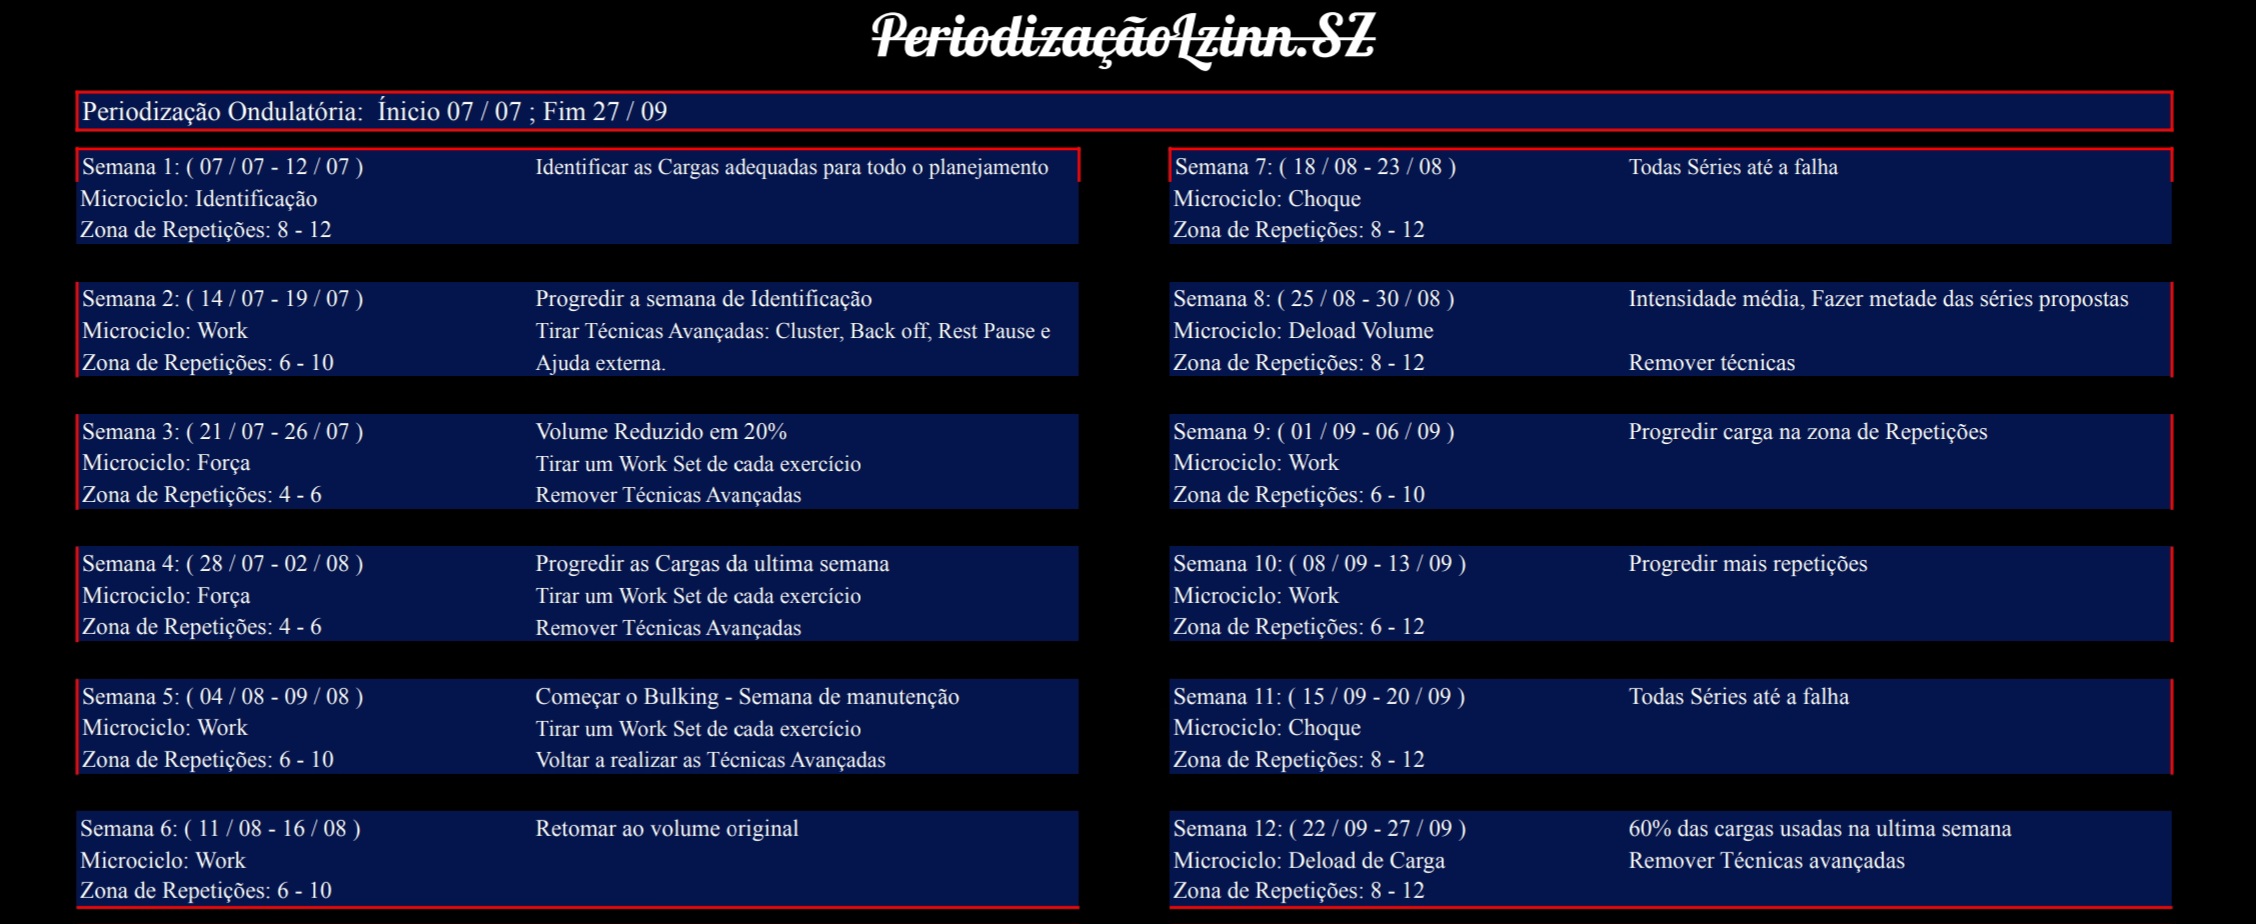 PeriodizaçãoLzinn.SZ
Periodização Ondulatória:  Ínicio 07 / 07 ; Fim 27 / 09
Semana 1: ( 07 / 07 - 12 / 07 ) Identificar as Cargas adequadas para todo o planejamento
Microciclo: Identificação
Zona de Repetições: 8 - 12
Semana 2: ( 14 / 07 - 19 / 07 ) Progredir a semana de Identificação
Microciclo: Work Tirar Técnicas Avançadas: Cluster, Back off, Rest Pause e
Zona de Repetições: 6 - 10 Ajuda externa.
Semana 3: ( 21 / 07 - 26 / 07 ) Volume Reduzido em 20%
Microciclo: Força Tirar um Work Set de cada exercício
Zona de Repetições: 4 - 6 Remover Técnicas Avançadas
Semana 4: ( 28 / 07 - 02 / 08 ) Progredir as Cargas da ultima semana
Microciclo: Força Tirar um Work Set de cada exercício
Zona de Repetições: 4 - 6 Remover Técnicas Avançadas
Semana 5: ( 04 / 08 - 09 / 08 ) Começar o Bulking - Semana de manutenção
Microciclo: Work Tirar um Work Set de cada exercício
Zona de Repetições: 6 - 10 Voltar a realizar as Técnicas Avançadas
Semana 6: ( 11 / 08 - 16 / 08 ) Retomar ao volume original
Microciclo: Work
Zona de Repetições: 6 - 10
Semana 7: ( 18 / 08 - 23 / 08 ) Todas Séries até a falha
Microciclo: Choque
Zona de Repetições: 8 - 12
Semana 8: ( 25 / 08 - 30 / 08 ) Intensidade média, Fazer metade das séries propostas
Microciclo: Deload Volume
Zona de Repetições: 8 - 12 Remover técnicas
Semana 9: ( 01 / 09 - 06 / 09 ) Progredir carga na zona de Repetições
Microciclo: Work
Zona de Repetições: 6 - 10
Semana 10: ( 08 / 09 - 13 / 09 ) Progredir mais repetições
Microciclo: Work
Zona de Repetições: 6 - 12
Semana 11: ( 15 / 09 - 20 / 09 ) Todas Séries até a falha
Microciclo: Choque
Zona de Repetições: 8 - 12
Semana 12: ( 22 / 09 - 27 / 09 ) 60% das cargas usadas na ultima semana
Microciclo: Deload de Carga Remover Técnicas avançadas
Zona de Repetições: 8 - 12